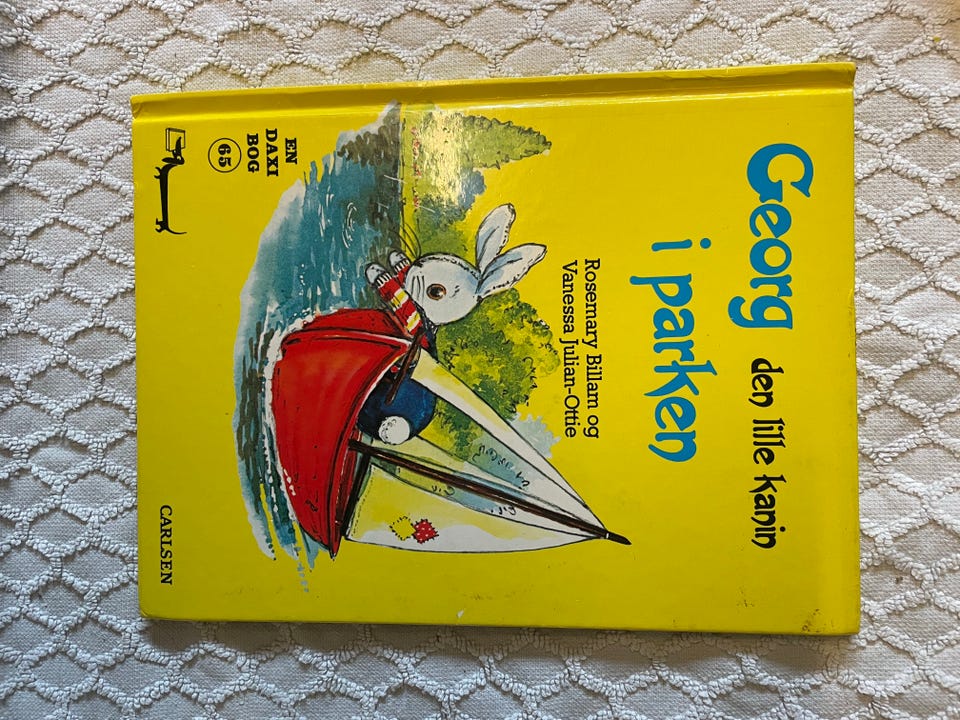 Georg den lille kanin
i parken
Rosemary Billam og
Vanessa Julian-Ottie
EN
DAXI
BOG
65
CARLSEN